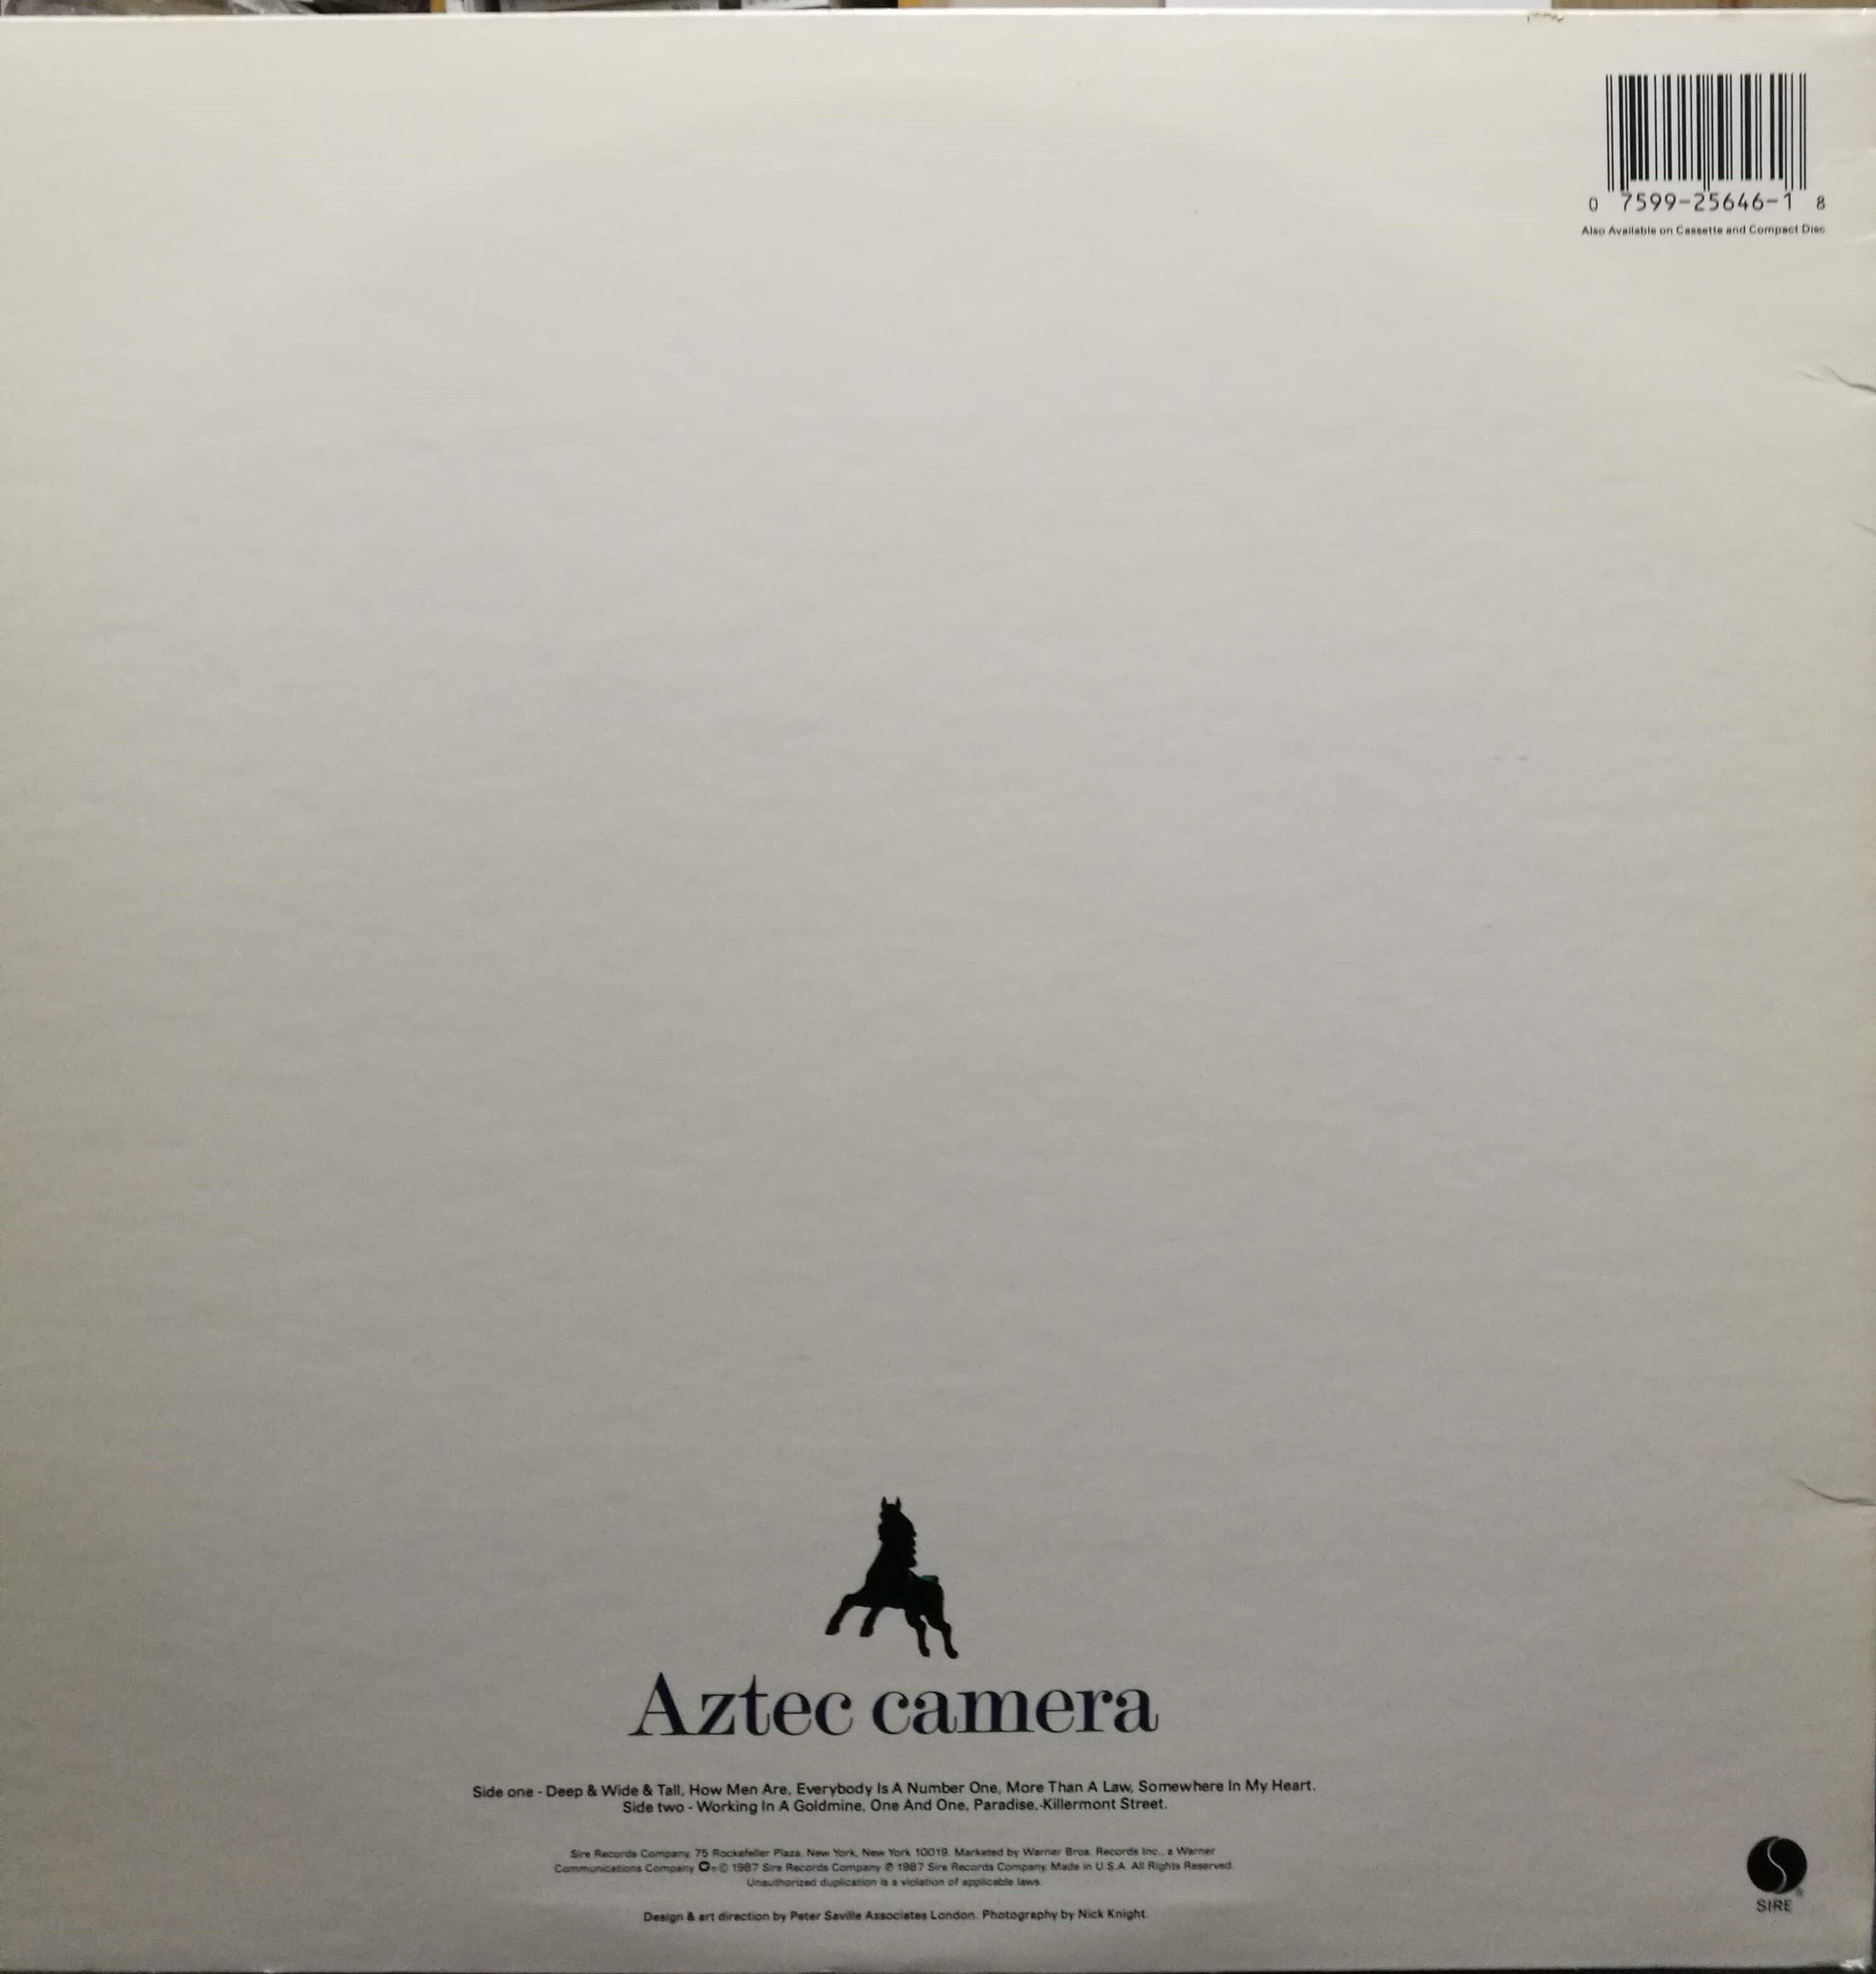 0 7599-25646-1 8
Also Available on Cassette and Compact Disc
Aztec camera
Side one - Deep & Wide & Tall, How Men Are, Everybody Is A Number One, More Than A Law, Somewhere In My Heart.
Side two - Working In A Goldmine, One And One, Paradise, Killermont Street.
Sire Records Company, 75 Rockefeller Plaza, New York, New York 10019. Marketed by Warner Bros. Records Inc., a Warner
Communications Company © 1987 Sire Records Company ℗ 1987 Sire Records Company. Made in U.S.A. All Rights Reserved.
Unauthorized duplication is a violation of applicable laws.
Design & art direction by Peter Saville Associates London. Photography by Nick Knight.
SIRE